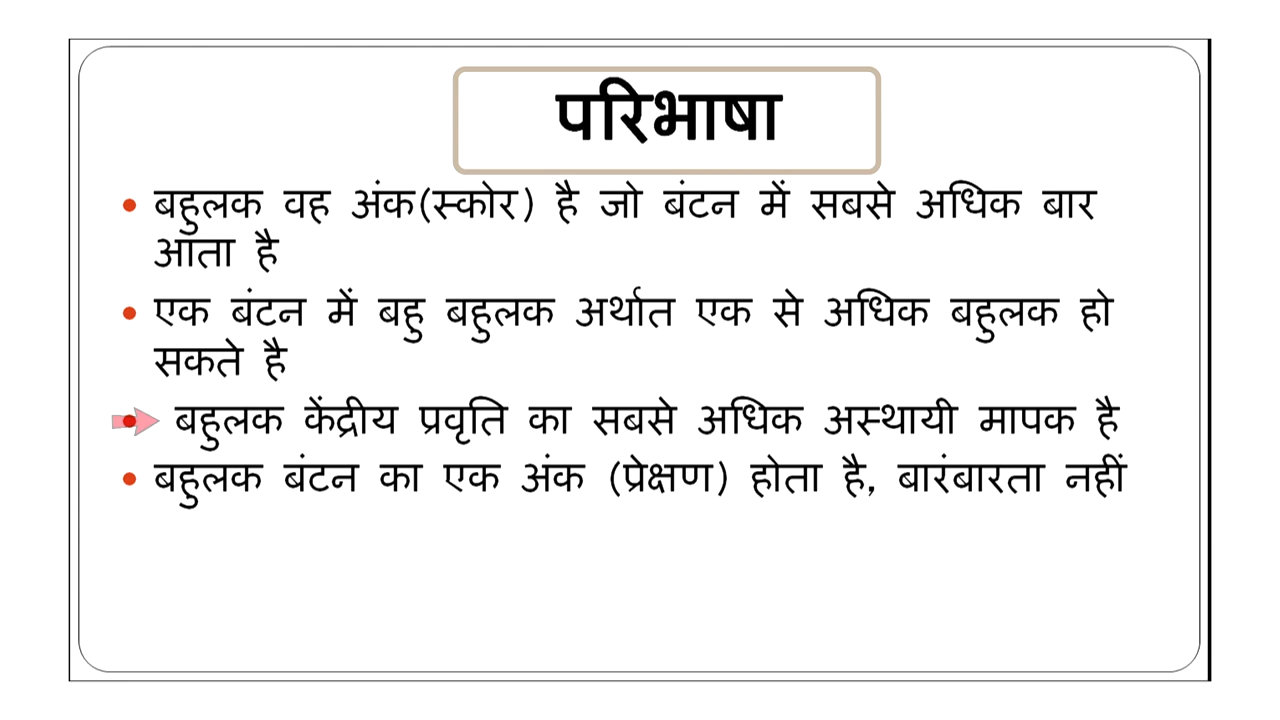 परिभाषा
बहुलक वह अंक(स्कोर) है जो बंटन में सबसे अधिक बार
आता है
एक बंटन में बहु बहुलक अर्थात एक से अधिक बहुलक हो
सकते है
बहुलक केंद्रीय प्रवृति का सबसे अधिक अस्थायी मापक है
बहुलक बंटन का एक अंक (प्रेक्षण) होता है, बारंबारता नहीं